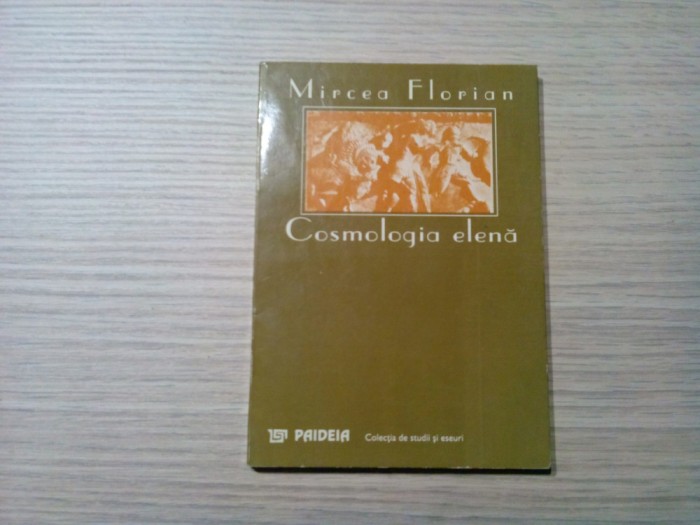 Mircea Florian
Cosmologia elenă
PAIDEIA Colecția de studii și eseuri